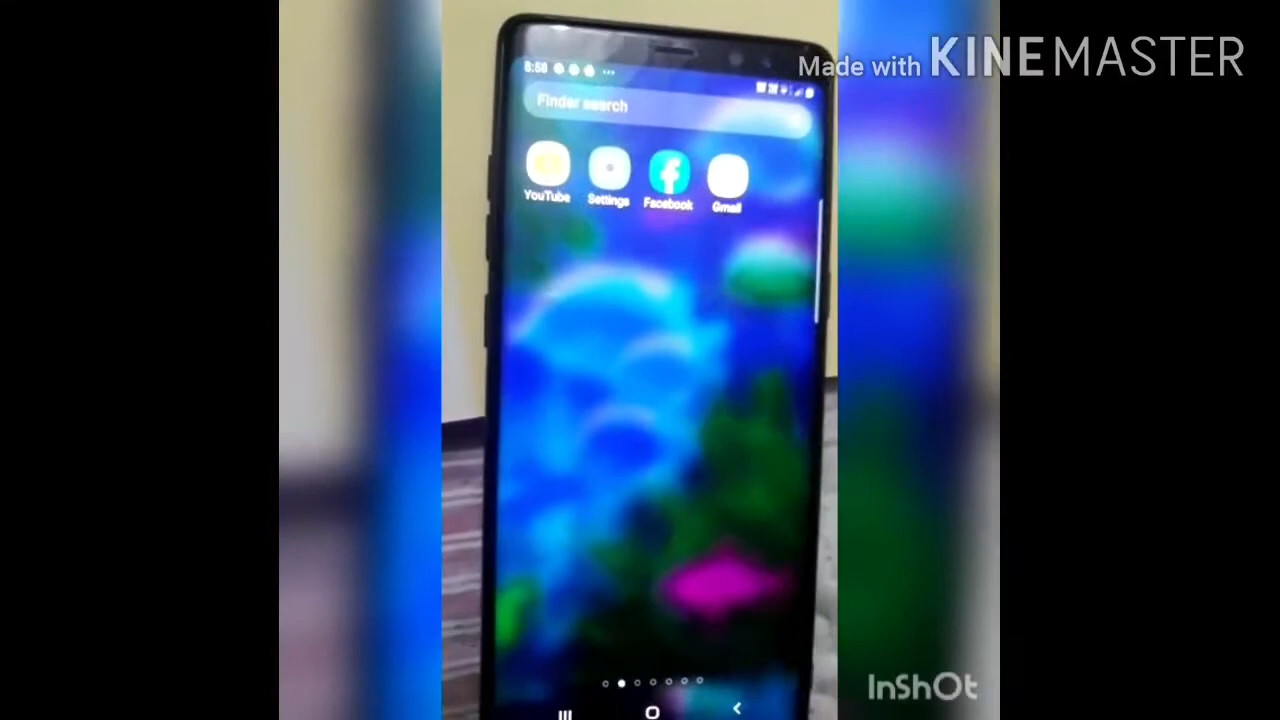 Made with KINEMASTER
8:58
Finder search
YouTube
Settings
Facebook
Gmail
InShOt